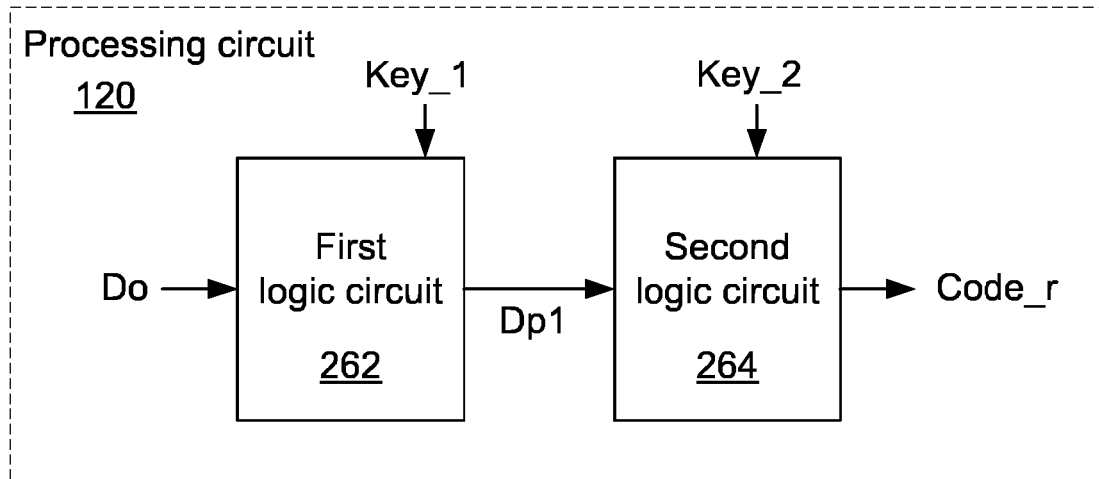 Processing circuit
120
Key_1
Key_2
First
logic circuit
262
Second
logic circuit
264
Do
Dp1
Code_r